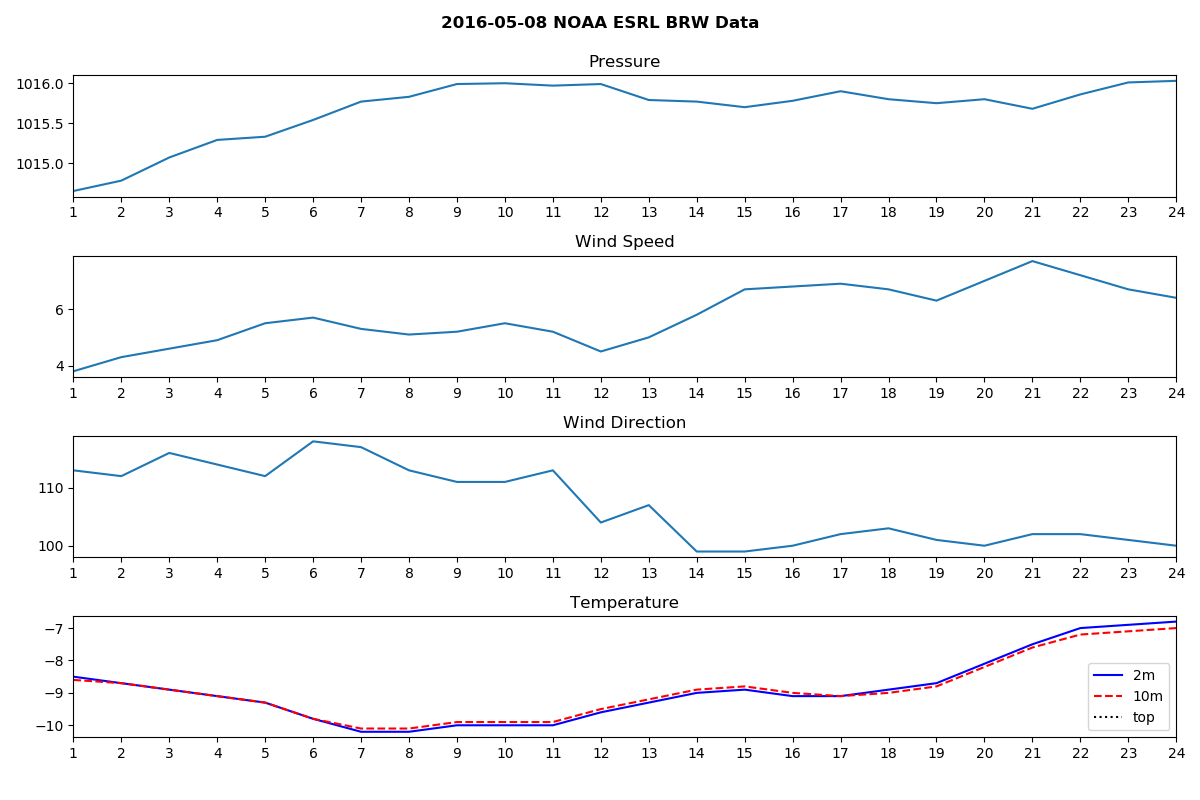 2016-05-08 NOAA ESRL BRW Data
Pressure
1016.0
1015.5
1015.0
1 2 3 4 5 6 7 8 9 10 11 12 13 14 15 16 17 18 19 20 21 22 23 24
Wind Speed
6
4
1 2 3 4 5 6 7 8 9 10 11 12 13 14 15 16 17 18 19 20 21 22 23 24
Wind Direction
110
100
1 2 3 4 5 6 7 8 9 10 11 12 13 14 15 16 17 18 19 20 21 22 23 24
Temperature
−7
−8
−9
−10
2m
10m
top
1 2 3 4 5 6 7 8 9 10 11 12 13 14 15 16 17 18 19 20 21 22 23 24